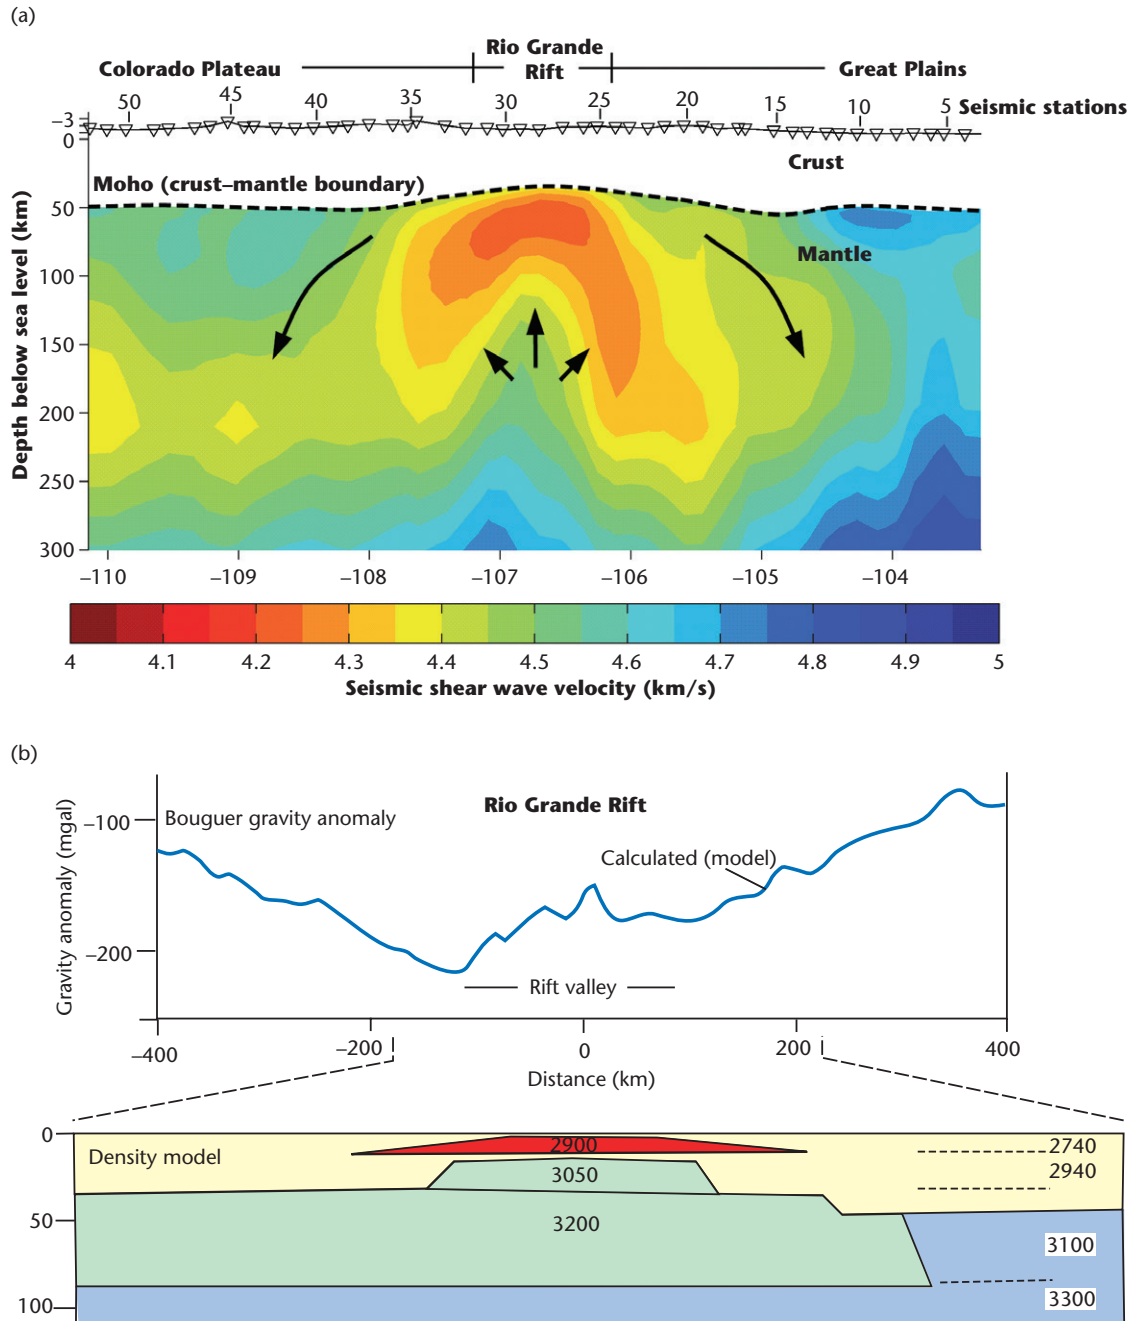 (a)
Rio Grande
Colorado Plateau Rift Great Plains
50 45 40 35 30 25 20 15 10 5 Seismic stations
−3
0
Crust
Moho (crust–mantle boundary)
50
Mantle
100
150
200
250
300
Depth below sea level (km)
−110 −109 −108 −107 −106 −105 −104
4 4.1 4.2 4.3 4.4 4.5 4.6 4.7 4.8 4.9 5
Seismic shear wave velocity (km/s)
(b)
Rio Grande Rift
Bouguer gravity anomaly
−100
Calculated (model)
−200
Rift valley
Gravity anomaly (mgal)
−400 −200 0 200 400
Distance (km)
0
2900 2740
Density model
3050 2940
50
3200
3100
100
3300